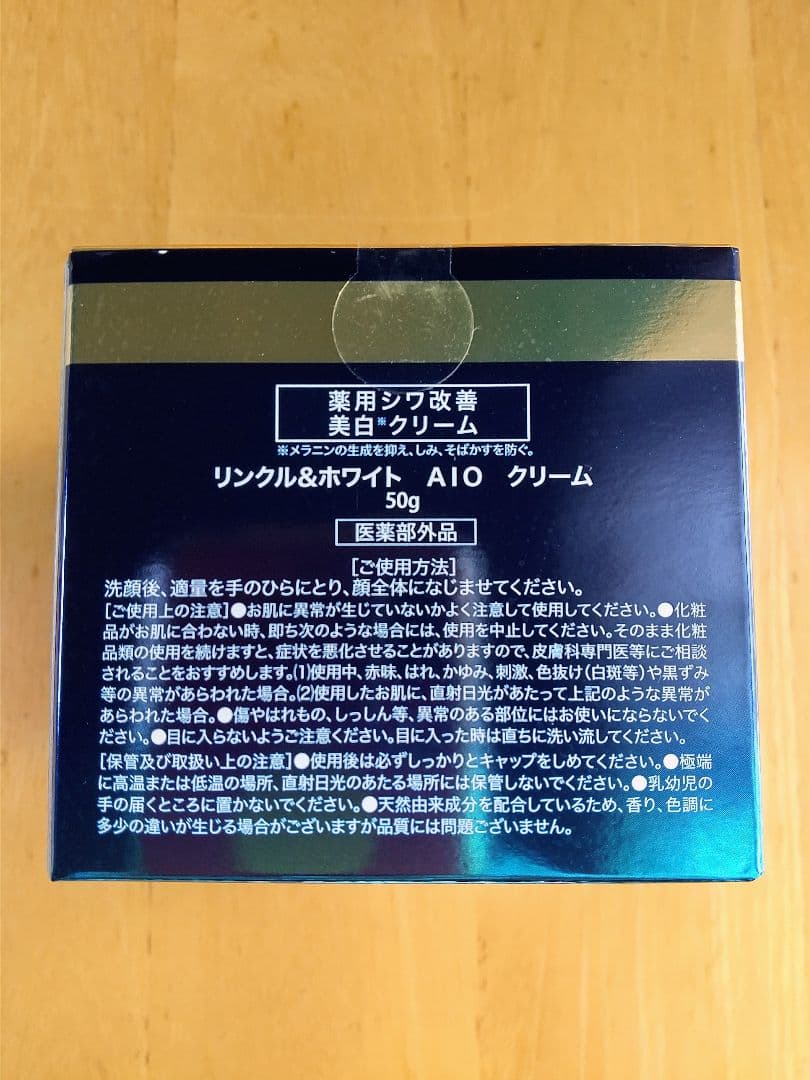 薬用シワ改善
美白※クリーム
※メラニンの生成を抑え、しみ、そばかすを防ぐ。
リンクル&ホワイト AIO クリーム
50g
医薬部外品
[ご使用方法]
洗顔後、適量を手のひらにとり、顔全体になじませてください。
[ご使用上の注意]●お肌に異常が生じていないかよく注意して使用してください。●化粧
品がお肌に合わない時、即ち次のような場合には、使用を中止してください。そのまま化粧
品類の使用を続けますと、症状を悪化させることがありますので、皮膚科専門医等にご相談
されることをおすすめします。(1)使用中、赤味、はれ、かゆみ、刺激、色抜け(白斑等)や黒ずみ
等の異常があらわれた場合。(2)使用したお肌に、直射日光があたって上記のような異常が
あらわれた場合。●傷やはれもの、しっしん等、異常のある部位にはお使いにならないでく
ださい。●目に入らないようご注意ください。目に入った時は直ちに洗い流してください。
[保管及び取扱い上の注意]●使用後は必ずしっかりとキャップをしめてください。●極端
に高温または低温の場所、直射日光のあたる場所には保管しないでください。●乳幼児の
手の届くところに置かないでください。●天然由来成分を配合しているため、香り、色調に
多少の違いが生じる場合がございますが品質には問題ございません。